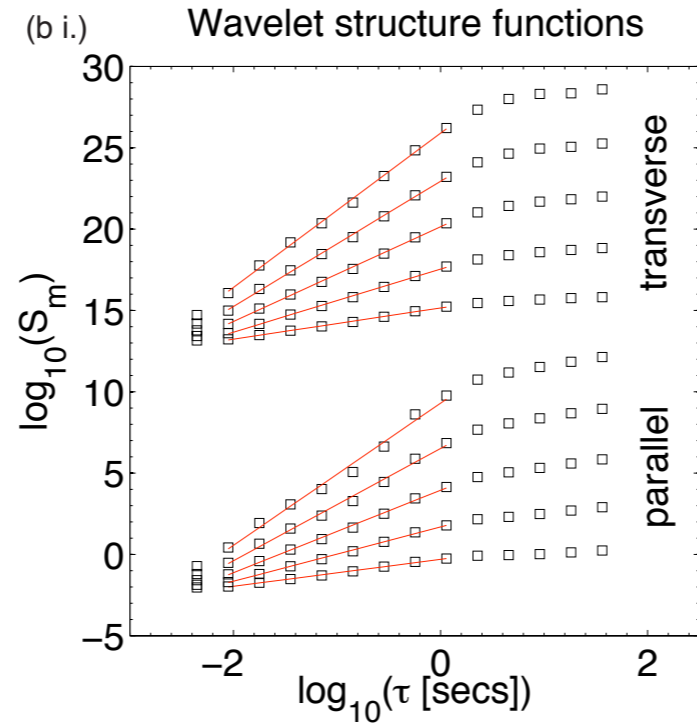 (b i.) Wavelet structure functions
30
25
20
15
10
5
0
−5
log10(Sm)
transverse
parallel
−2 0 2
log10(τ [secs])